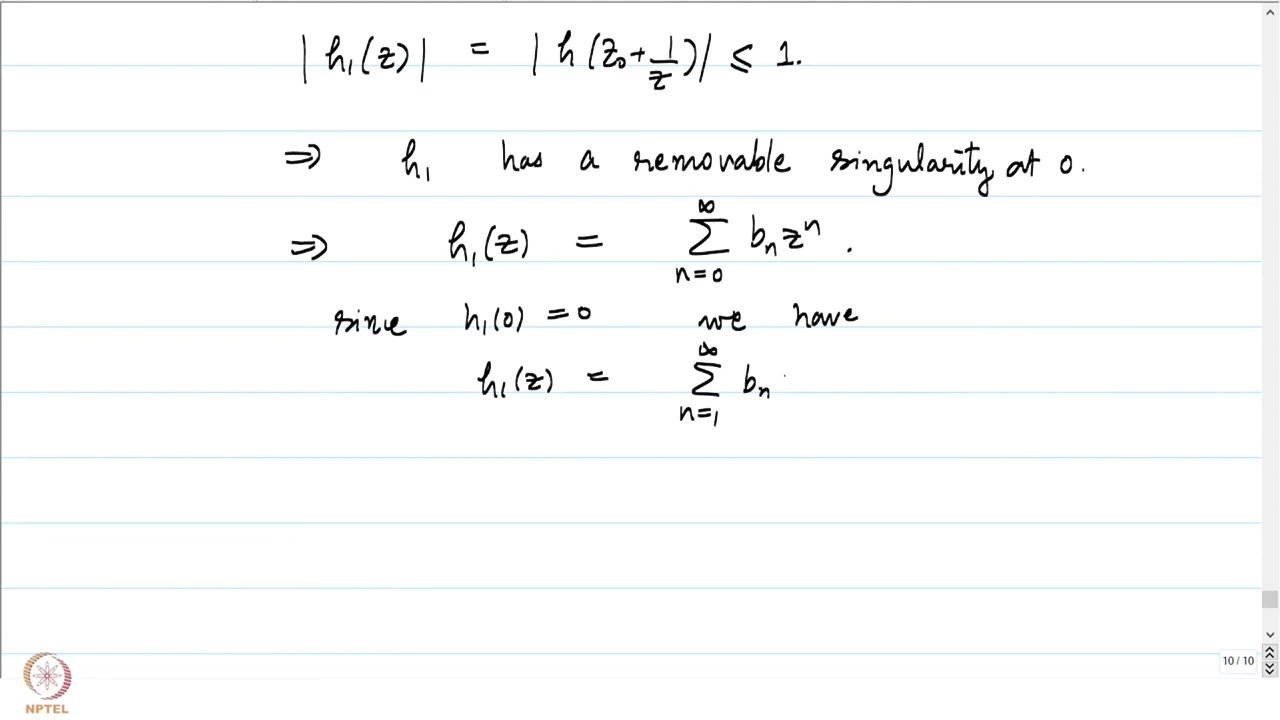 |h₁(z)| = |h(z₀+1/z)| ≤ 1.
⇒ h₁ has a removable singularity at 0.
⇒ h₁(z) = ∑_{n=0}^{∞} bₙzⁿ.
since h₁(0) = 0 we have
h₁(z) = ∑_{n=1}^{∞} bₙ
10 / 10
NPTEL